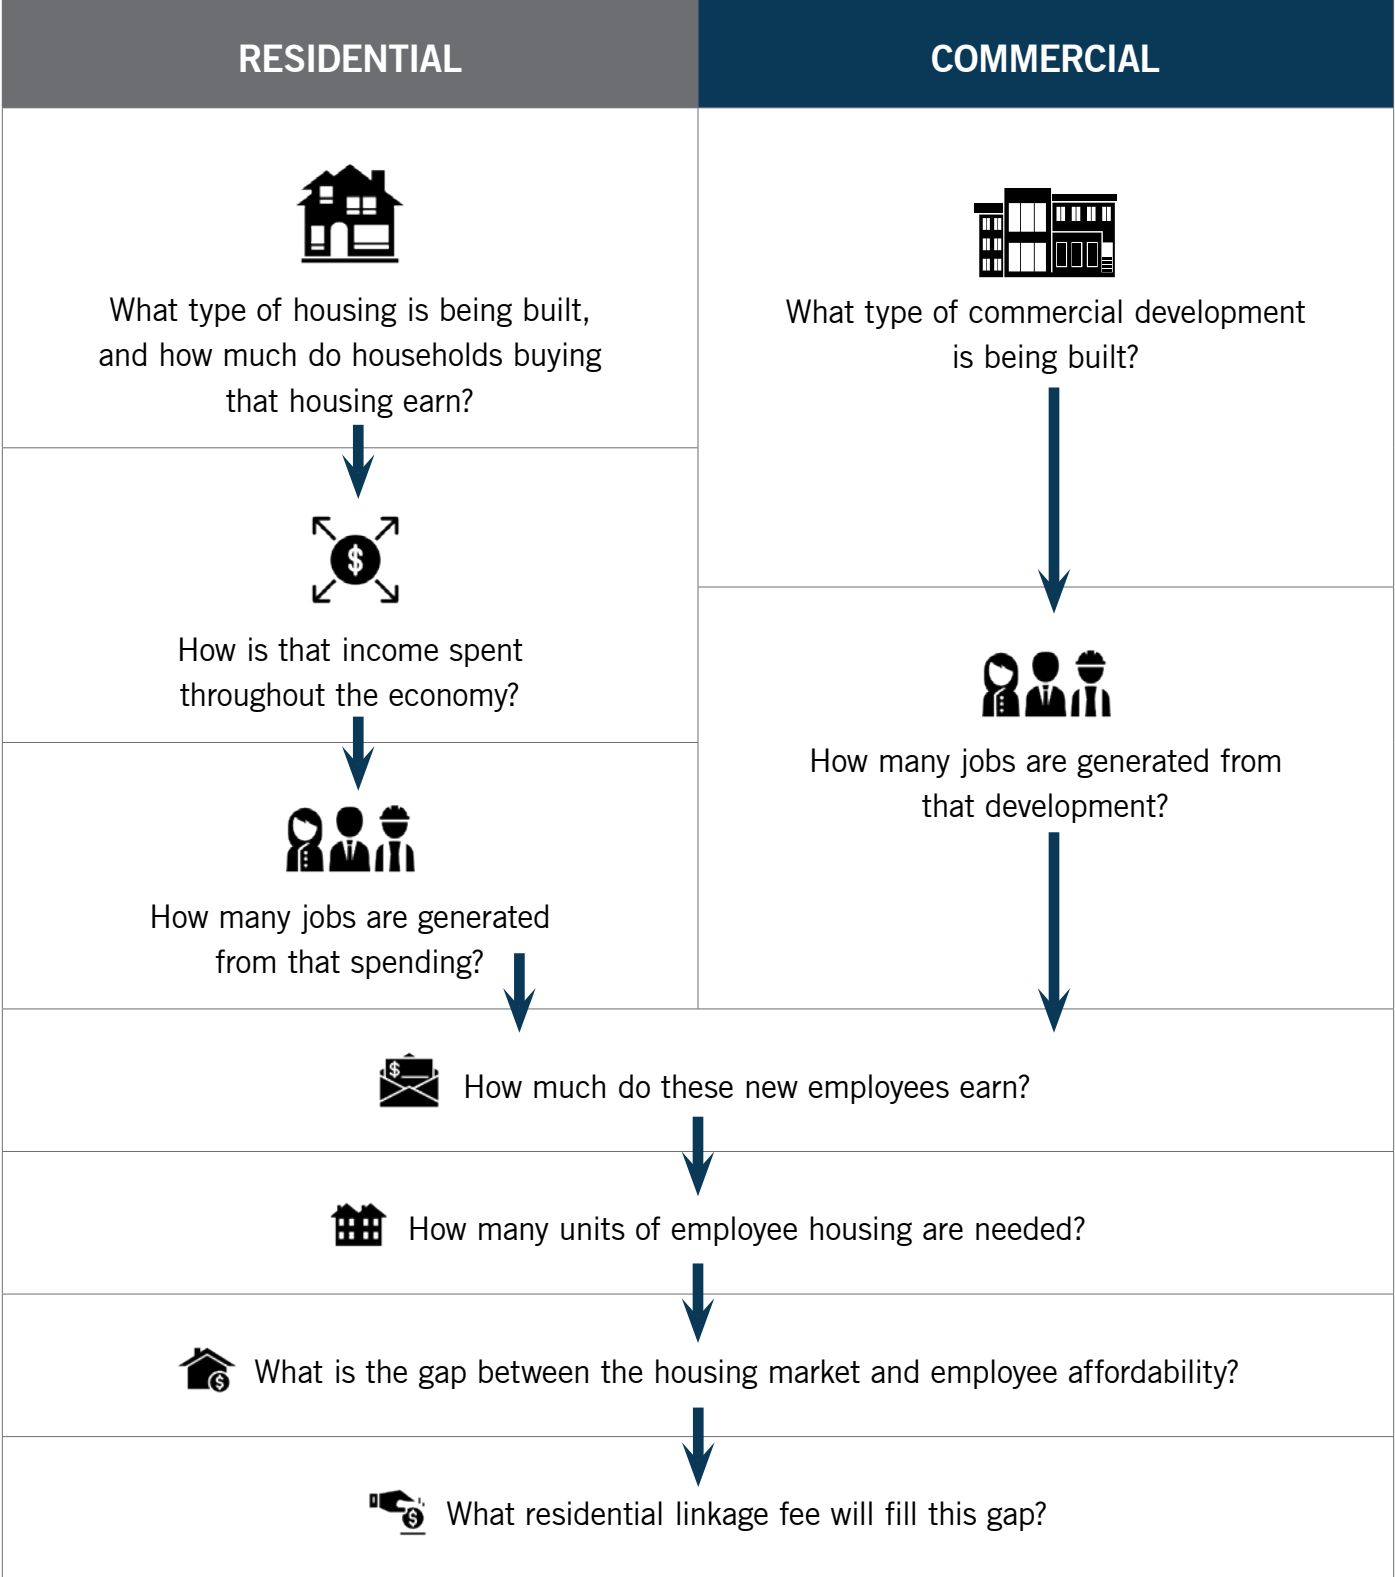 RESIDENTIAL
COMMERCIAL
What type of housing is being built,
and how much do households buying
that housing earn?
What type of commercial development
is being built?
$
How is that income spent
throughout the economy?
How many jobs are generated from
that development?
How many jobs are generated
from that spending?
$
How much do these new employees earn?
How many units of employee housing are needed?
$
What is the gap between the housing market and employee affordability?
$
What residential linkage fee will fill this gap?